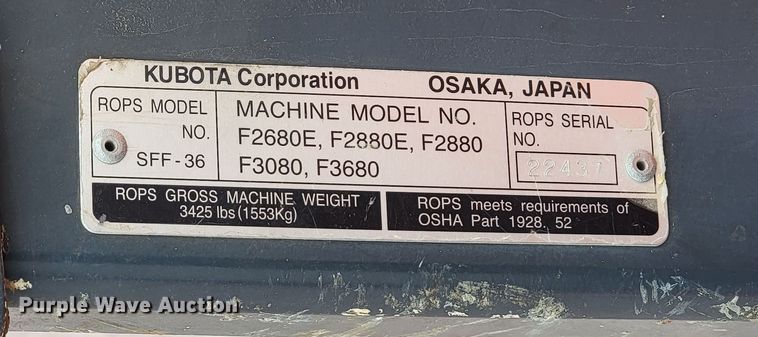 KUBOTA Corporation OSAKA, JAPAN
ROPS MODEL NO. SFF-36
MACHINE MODEL NO.
F2680E, F2880E, F2880
F3080, F3680
ROPS SERIAL
NO.
22431
ROPS GROSS MACHINE WEIGHT
3425 lbs (1553Kg)
ROPS meets requirements of
OSHA Part 1928. 52
Purple Wave Auction